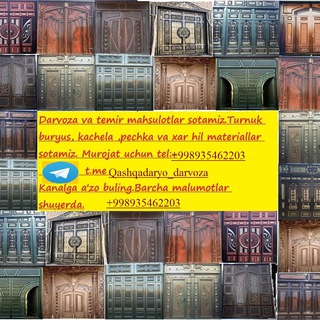 Darvoza va temir mahsulotlar sotamiz.Turnuk
buryus, kachela ,pechka va xar hil materiallar
sotamiz. Murojat uchun tel:+998935462203
t.me Qashqadaryo_darvoza
Kanalga a'zo buling.Barcha malumotlar
shuyerda. +998935462203